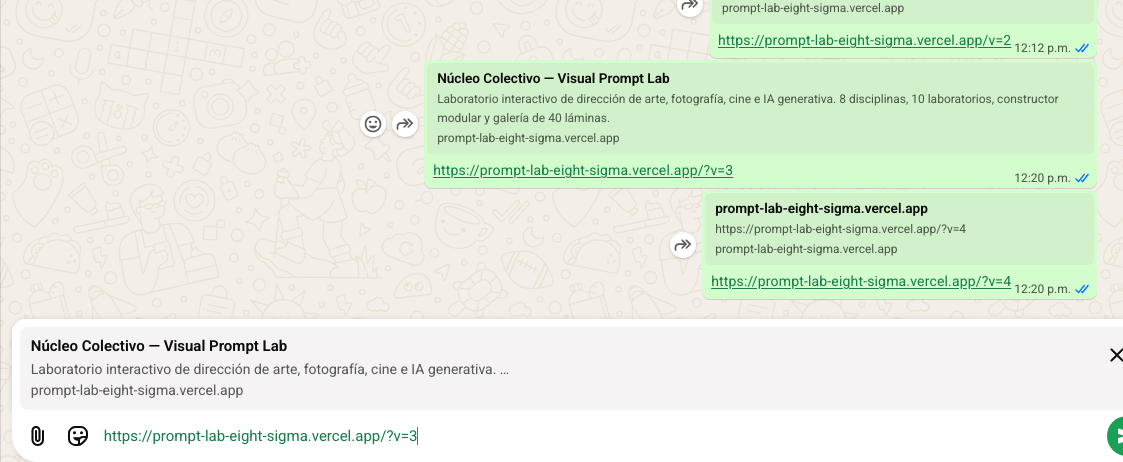 prompt-lab-eight-sigma.vercel.app
https://prompt-lab-eight-sigma.vercel.app/v=2 12:12 p.m.
Núcleo Colectivo — Visual Prompt Lab
Laboratorio interactivo de dirección de arte, fotografía, cine e IA generativa. 8 disciplinas, 10 laboratorios, constructor
modular y galería de 40 láminas.
prompt-lab-eight-sigma.vercel.app
https://prompt-lab-eight-sigma.vercel.app/?v=3 12:20 p.m.
prompt-lab-eight-sigma.vercel.app
https://prompt-lab-eight-sigma.vercel.app/?v=4
prompt-lab-eight-sigma.vercel.app
https://prompt-lab-eight-sigma.vercel.app/?v=4 12:20 p.m.
Núcleo Colectivo — Visual Prompt Lab
Laboratorio interactivo de dirección de arte, fotografía, cine e IA generativa. ...
prompt-lab-eight-sigma.vercel.app
https://prompt-lab-eight-sigma.vercel.app/?v=3